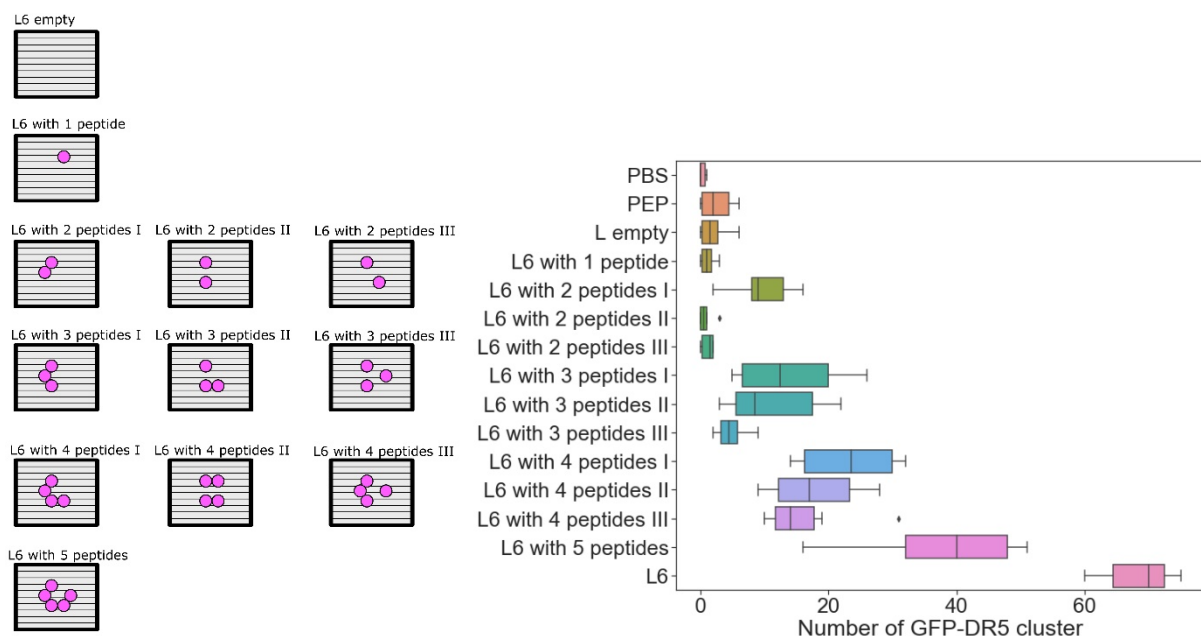 L6 empty
L6 with 1 peptide
L6 with 2 peptides I
L6 with 2 peptides II
L6 with 2 peptides III
L6 with 3 peptides I
L6 with 3 peptides II
L6 with 3 peptides III
L6 with 4 peptides I
L6 with 4 peptides II
L6 with 4 peptides III
L6 with 5 peptides
PBS
PEP
L empty
L6 with 1 peptide
L6 with 2 peptides I
L6 with 2 peptides II
L6 with 2 peptides III
L6 with 3 peptides I
L6 with 3 peptides II
L6 with 3 peptides III
L6 with 4 peptides I
L6 with 4 peptides II
L6 with 4 peptides III
L6 with 5 peptides
L6
0 20 40 60
Number of GFP-DR5 cluster